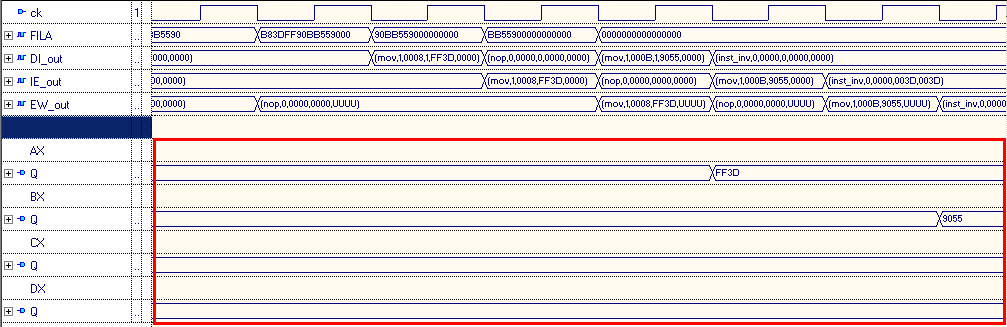 ck 1
FILA BB5590 B83DFF90BB559000 90BB559000000000 BB55900000000000 0000000000000000
DI_out 000,0000) (mov,1,0008,1,FF3D,0000) (nop,0,0000,0,0000,0000) (mov,1,000B,1,9055,0000) (inst_inv,0,0000,0,0000,0000)
IE_out 00,0000) (mov,1,0008,FF3D,0000) (nop,0,0000,0000,0000) (mov,1,000B,9055,0000) (inst_inv,0,0000,003D,003D)
EW_out 00,0000) (nop,0,0000,0000,UUUU) (mov,1,0008,FF3D,UUUU) (nop,0,0000,0000,UUUU) (mov,1,000B,9055,UUUU) (inst_inv,0,0000
AX
Q FF3D
BX
Q 9055
CX
Q
DX
Q